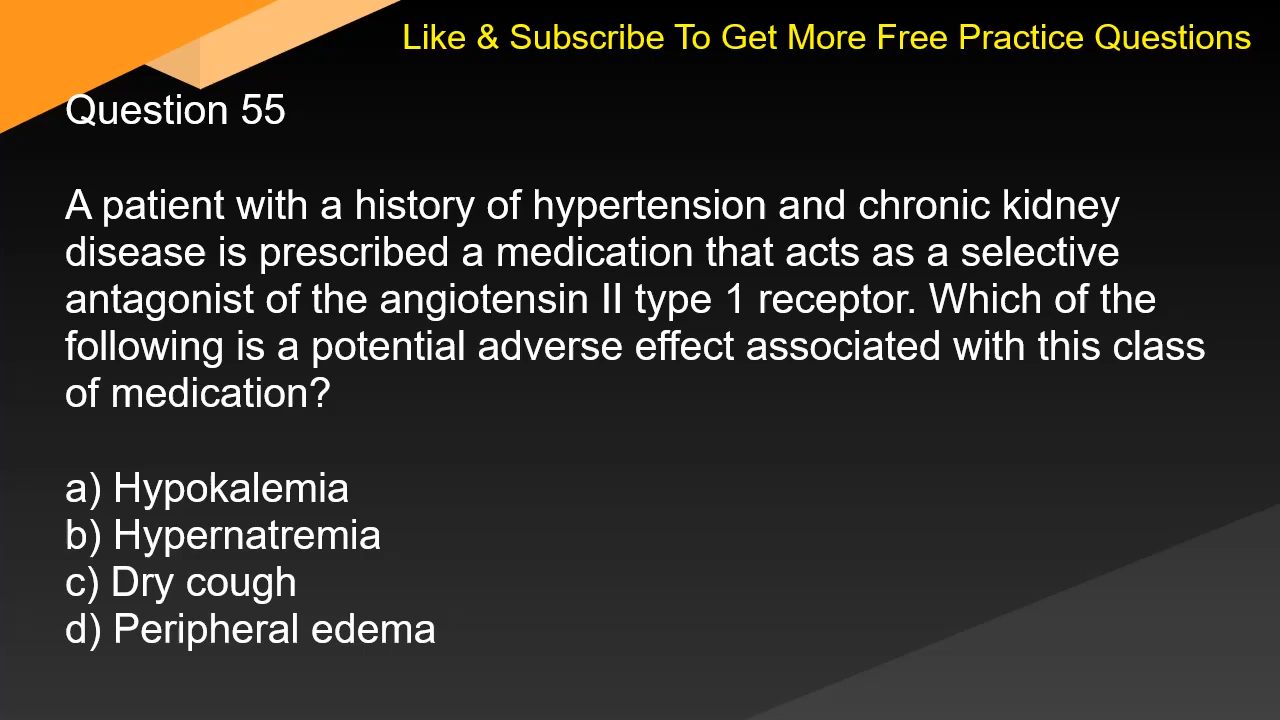 Like & Subscribe To Get More Free Practice Questions
Question 55
A patient with a history of hypertension and chronic kidney
disease is prescribed a medication that acts as a selective
antagonist of the angiotensin II type 1 receptor. Which of the
following is a potential adverse effect associated with this class
of medication?
a) Hypokalemia
b) Hypernatremia
c) Dry cough
d) Peripheral edema